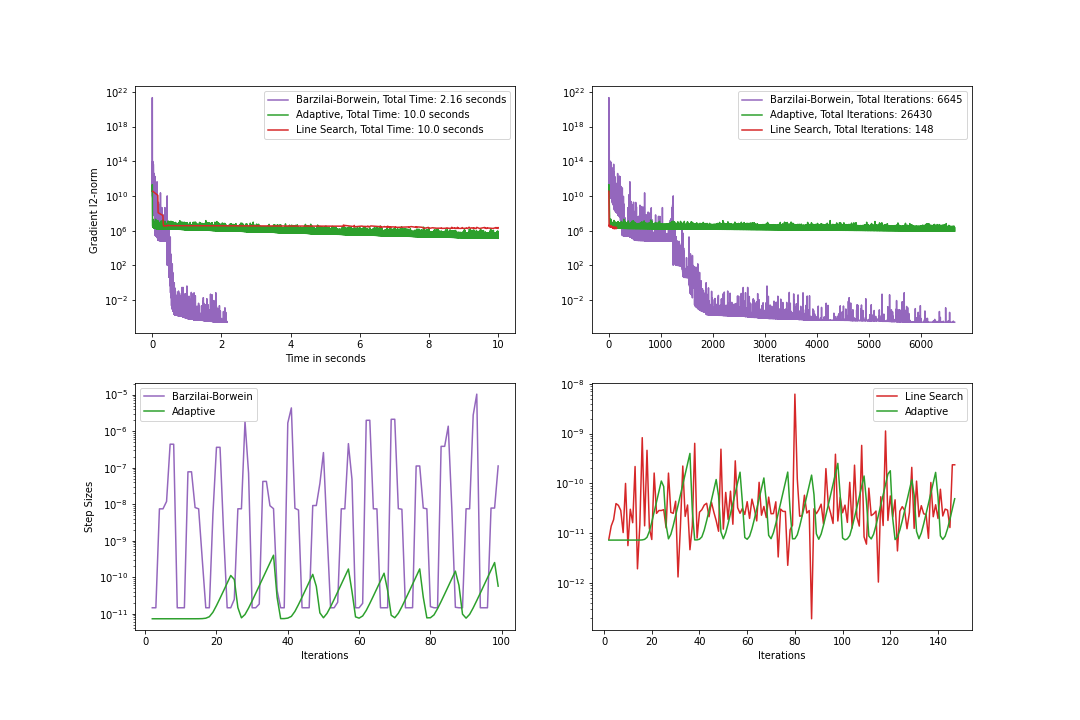 10^22
10^18
10^14
10^10
10^6
10^2
10^−2
Gradient l2-norm
Barzilai-Borwein, Total Time: 2.16 seconds
Adaptive, Total Time: 10.0 seconds
Line Search, Total Time: 10.0 seconds
0 2 4 6 8 10
Time in seconds
10^22
10^18
10^14
10^10
10^6
10^2
10^−2
Barzilai-Borwein, Total Iterations: 6645
Adaptive, Total Iterations: 26430
Line Search, Total Iterations: 148
0 1000 2000 3000 4000 5000 6000
Iterations
10^−5
10^−6
10^−7
10^−8
10^−9
10^−10
10^−11
Step Sizes
Barzilai-Borwein
Adaptive
0 20 40 60 80 100
Iterations
10^−8
10^−9
10^−10
10^−11
10^−12
Line Search
Adaptive
0 20 40 60 80 100 120 140
Iterations